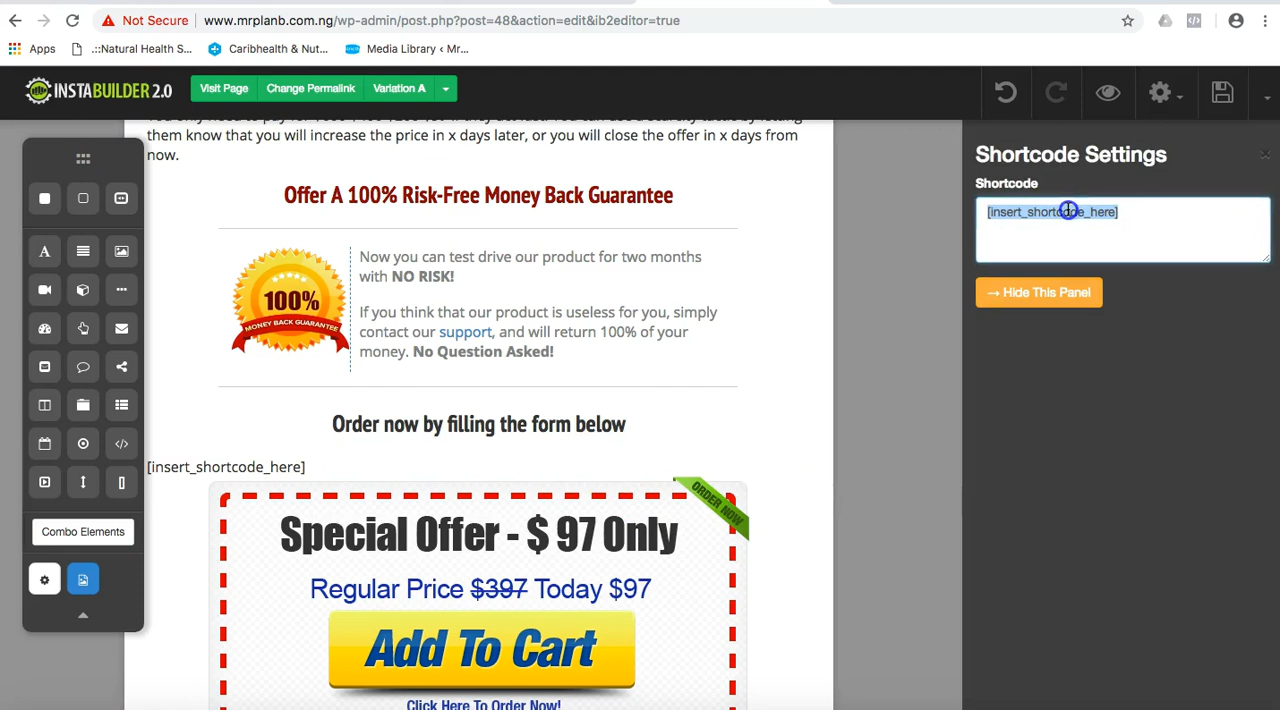 Not Secure
www.mrplanb.com.ng/wp-admin/post.php?post=48&action=edit&ib2editor=true
Apps
.::Natural Health S...
Caribhealth & Nut...
Media Library ‹ Mr...
INSTABUILDER 2.0
Visit Page
Change Permalink
Variation A
them know that you will increase the price in x days later, or you will close the offer in x days from
now.
Offer A 100% Risk-Free Money Back Guarantee
100%
MONEY BACK GUARANTEE
Now you can test drive our product for two months
with NO RISK!
If you think that our product is useless for you, simply
contact our support, and will return 100% of your
money. No Question Asked!
Order now by filling the form below
[insert_shortcode_here]
ORDER NOW
Special Offer - $ 97 Only
Regular Price $397 Today $97
Add To Cart
Click Here To Order Now!
Combo Elements
Shortcode Settings
Shortcode
[insert_shortcode_here]
→ Hide This Panel